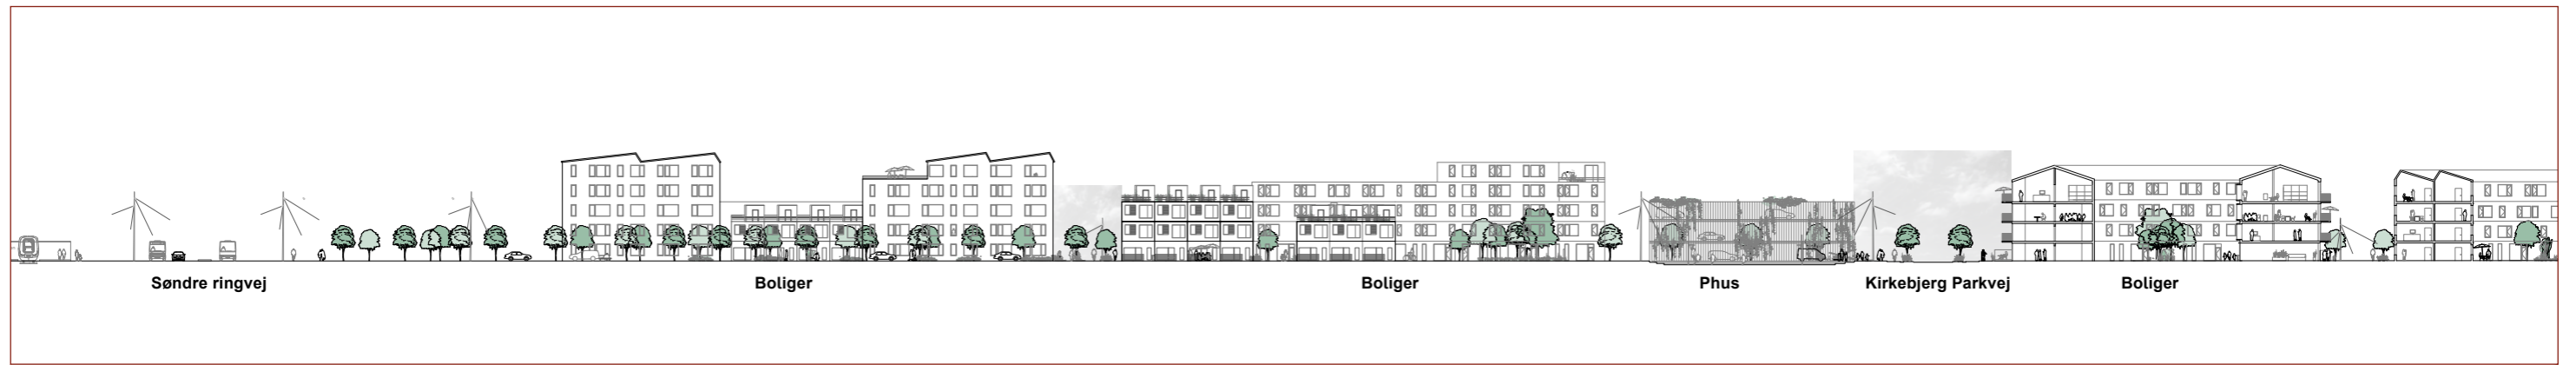 Søndre ringvej
Boliger
Boliger
Phus
Kirkebjerg Parkvej
Boliger